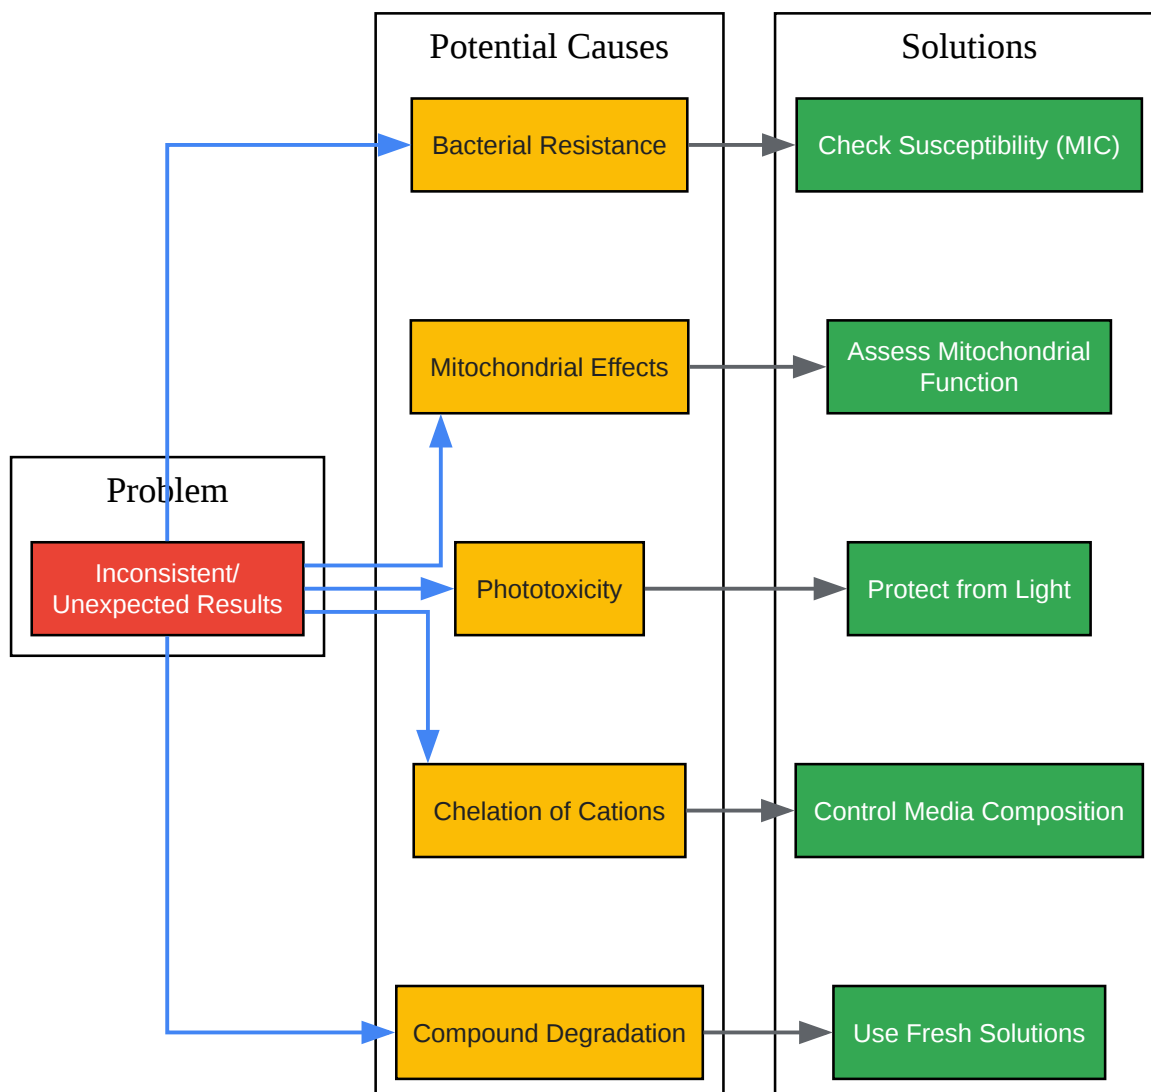 Potential Causes
Solutions
Bacterial Resistance
Check Susceptibility (MIC)
Mitochondrial Effects
Assess Mitochondrial
Function
Problem
Inconsistent/
Unexpected Results
Phototoxicity
Protect from Light
Chelation of Cations
Control Media Composition
Compound Degradation
Use Fresh Solutions